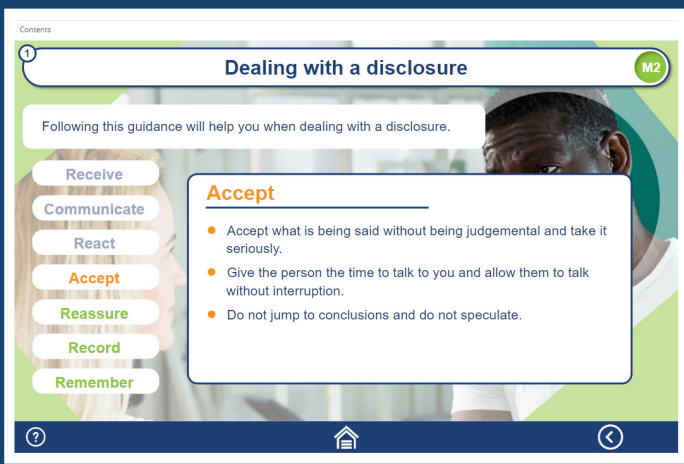 Contents
1
Dealing with a disclosure
M2
Following this guidance will help you when dealing with a disclosure.
Receive
Communicate
React
Accept
Reassure
Record
Remember
Accept
Accept what is being said without being judgemental and take it
seriously.
Give the person the time to talk to you and allow them to talk
without interruption.
Do not jump to conclusions and do not speculate.
?